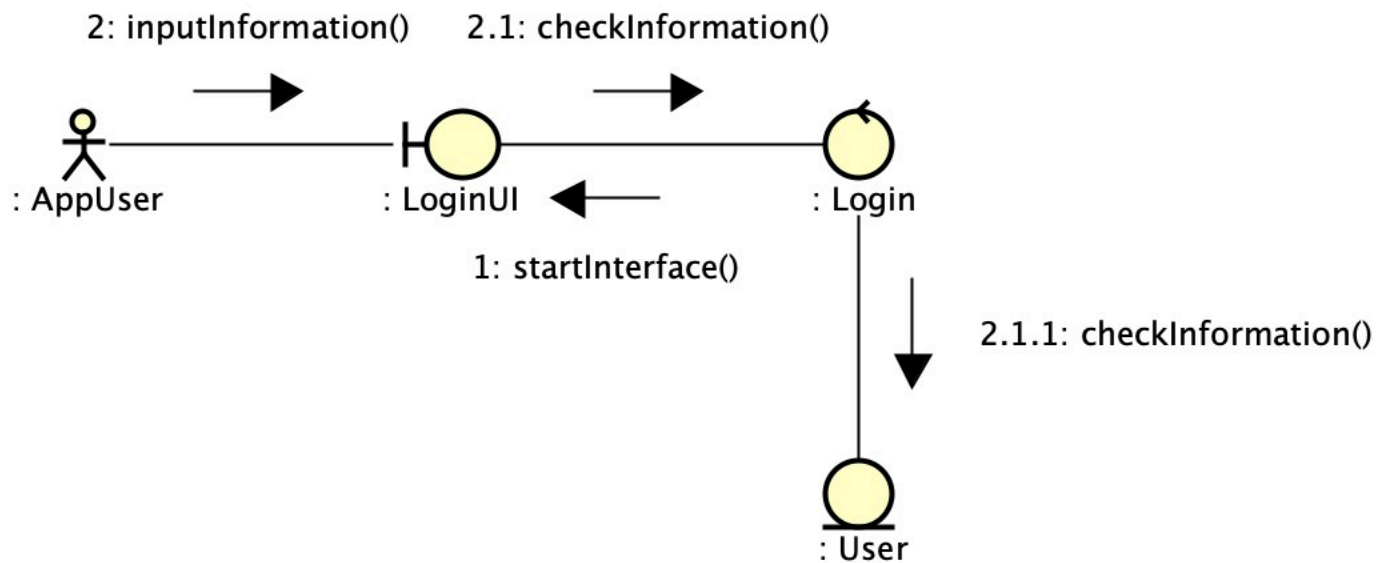 2: inputInformation()
2.1: checkInformation()
: AppUser
: LoginUI
: Login
1: startInterface()
2.1.1: checkInformation()
: User